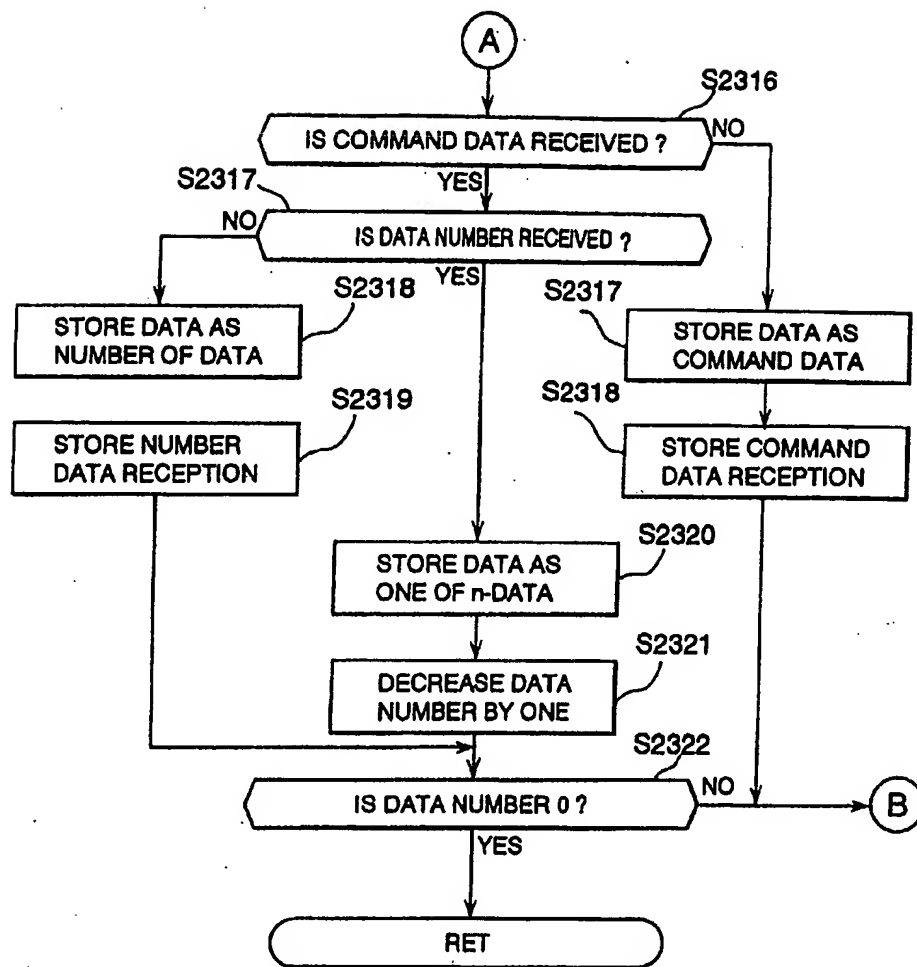 A
S2316
IS COMMAND DATA RECEIVED ?
NO
YES
S2317
NO
IS DATA NUMBER RECEIVED ?
YES
S2318
STORE DATA AS
NUMBER OF DATA
S2317
STORE DATA AS
COMMAND DATA
S2319
STORE NUMBER
DATA RECEPTION
S2318
STORE COMMAND
DATA RECEPTION
S2320
STORE DATA AS
ONE OF n-DATA
S2321
DECREASE DATA
NUMBER BY ONE
S2322
IS DATA NUMBER 0 ?
NO
B
YES
RET